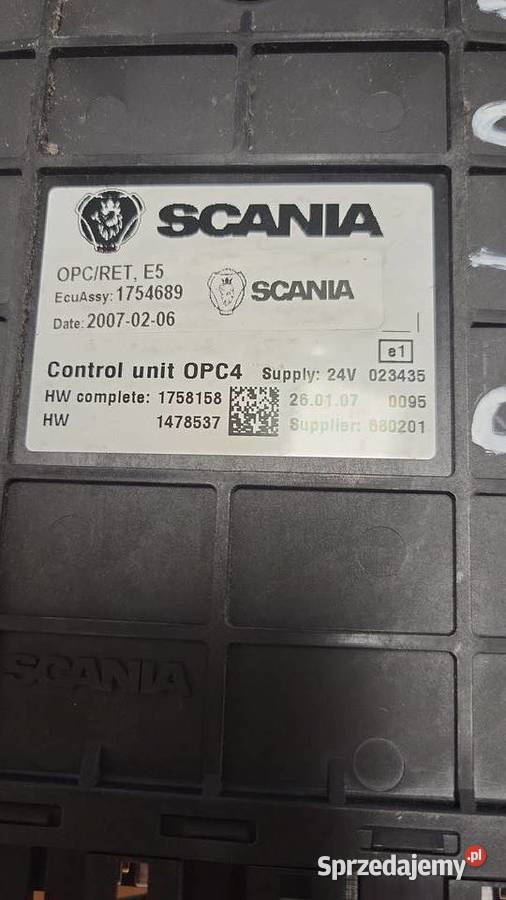 SCANIA
OPC/RET, E5
EcuAssy: 1754689
SCANIA
Date: 2007-02-06
e1
Control unit OPC4 Supply: 24V 023435
HW complete: 1758158 26.01.07 0095
HW 1478537 Supplier: 680201
SCANIA
Sprzedajemy.pl